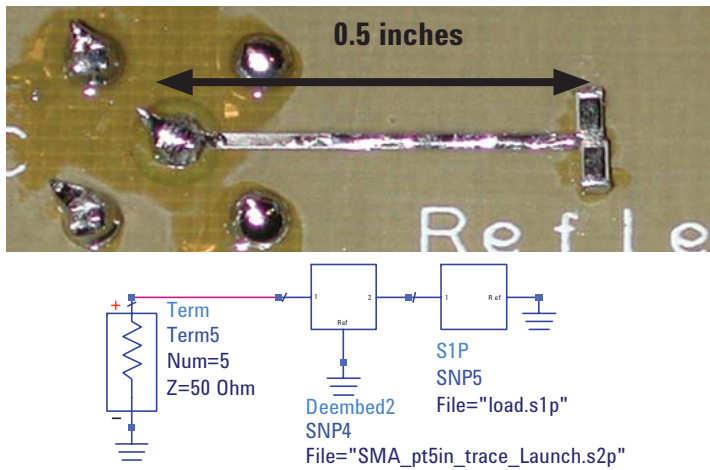 0.5 inches
Refle
+
Term
Term5
Num=5
Z=50 Ohm
-
1
2
Ref
Deembed2
SNP4
File="SMA_pt5in_trace_Launch.s2p"
1
Ref
S1P
SNP5
File="load.s1p"